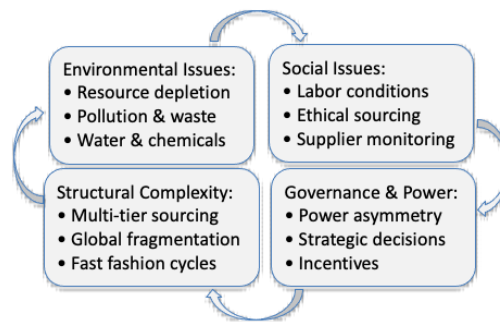 Environmental Issues:
• Resource depletion
• Pollution & waste
• Water & chemicals
Social Issues:
• Labor conditions
• Ethical sourcing
• Supplier monitoring
Structural Complexity:
• Multi-tier sourcing
• Global fragmentation
• Fast fashion cycles
Governance & Power:
• Power asymmetry
• Strategic decisions
• Incentives